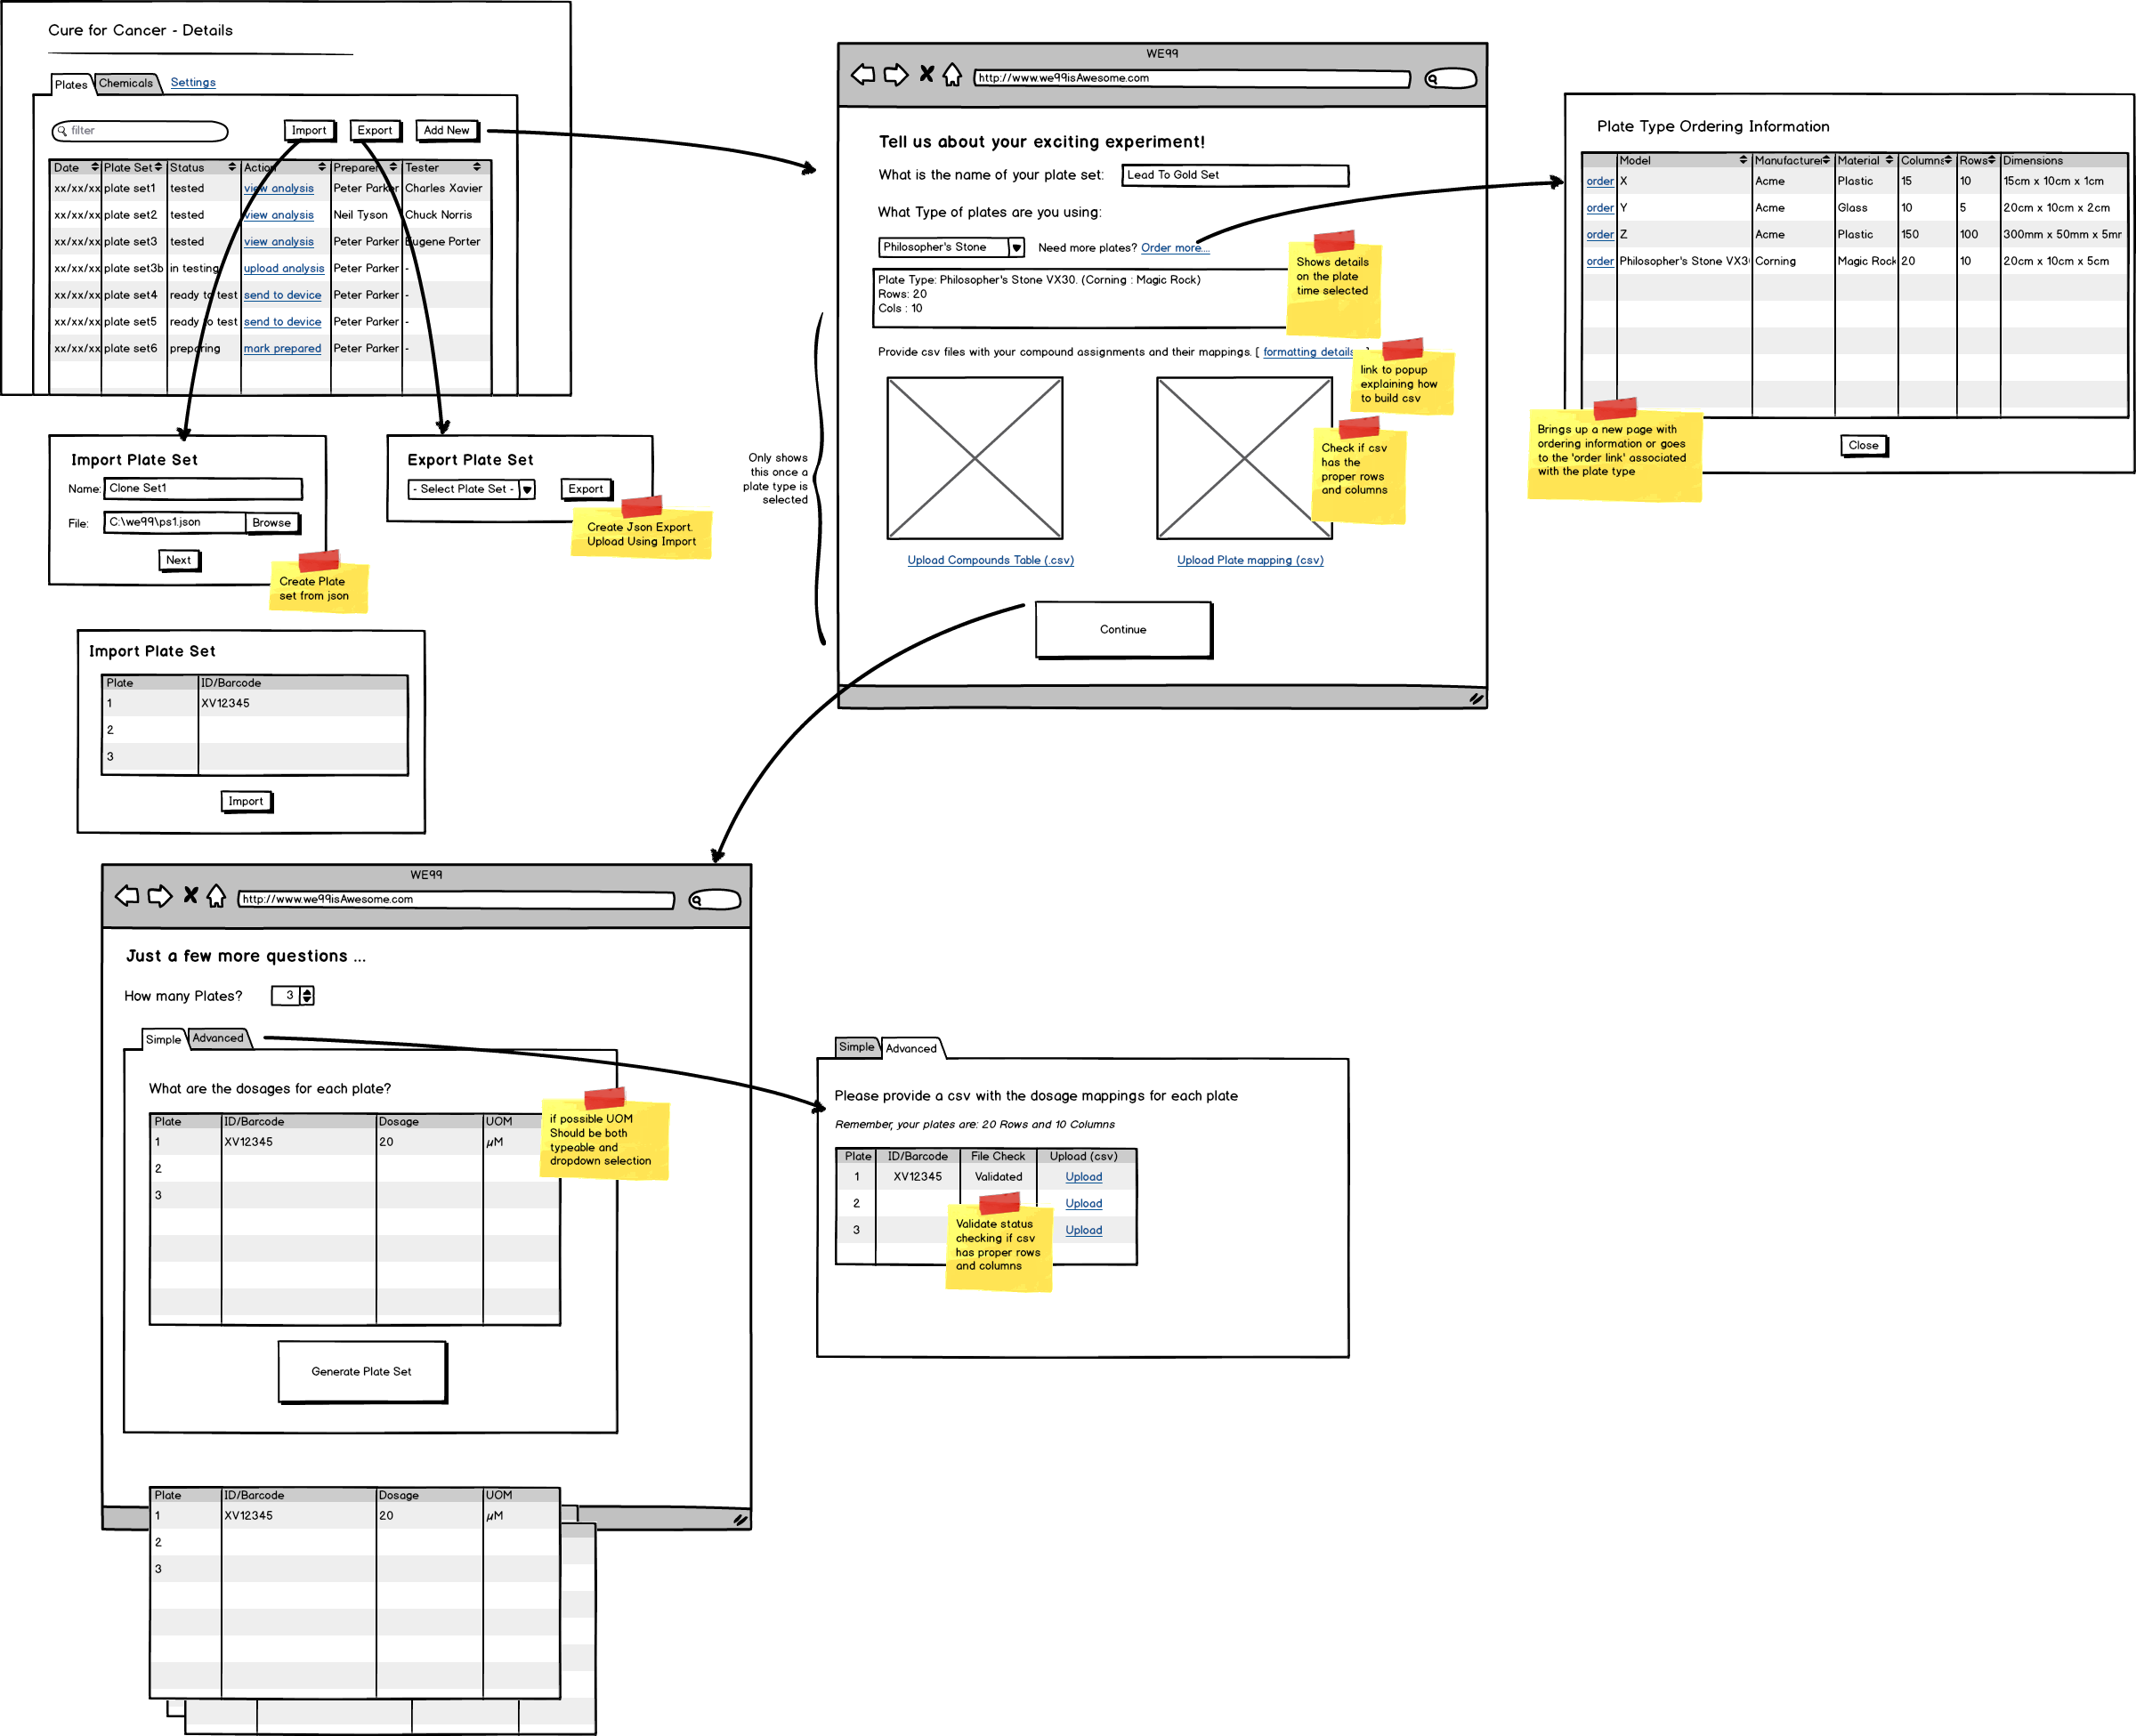 Cure for Cancer - Details
Plates
Chemicals
Settings
filter
Import
Export
Add New
Date Plate Set Status Action Preparer Tester
xx/xx/xx plate set1 tested view analysis Peter Parker Charles Xavier
xx/xx/xx plate set2 tested view analysis Neil Tyson Chuck Norris
xx/xx/xx plate set3 tested view analysis Peter Parker Eugene Porter
xx/xx/xx plate set3b in testing upload analysis Peter Parker -
xx/xx/xx plate set4 ready to test send to device Peter Parker -
xx/xx/xx plate set5 ready to test send to device Peter Parker -
xx/xx/xx plate set6 preparing mark prepared Peter Parker -
Import Plate Set
Name: Clone Set1
File: C:\we99\ps1.json Browse
Next
Create Plate
set from json
Export Plate Set
- Select Plate Set -
Export
Create Json Export.
Upload Using Import
Import Plate Set
Plate ID/Barcode
1 XV12345
2
3
Import
WE99
http://www.we99isAwesome.com
Tell us about your exciting experiment!
What is the name of your plate set: Lead To Gold Set
What Type of plates are you using:
Philosopher's Stone Need more plates? Order more....
Plate Type: Philosopher's Stone VX30. (Corning : Magic Rock)
Rows: 20
Cols : 10
Shows details
on the plate
time selected
Provide csv files with your compound assignments and their mappings. [ formatting details ]
link to popup
explaining how
to build csv
Check if csv
has the
proper rows
and columns
Only shows
this once a
plate type is
selected
Upload Compounds Table (.csv)
Upload Plate mapping (csv)
Continue
Plate Type Ordering Information
Model Manufacturer Material Columns Rows Dimensions
order X Acme Plastic 15 10 15cm x 10cm x 1cm
order Y Acme Glass 10 5 20cm x 10cm x 2cm
order Z Acme Plastic 150 100 300mm x 50mm x 5mr
order Philosopher's Stone VX30 Corning Magic Rock 20 10 20cm x 10cm x 5cm
Brings up a new page with
ordering information or goes
to the 'order link' associated
with the plate type
Close
WE99
http://www.we99isAwesome.com
Just a few more questions ...
How many Plates? 3
Simple
Advanced
What are the dosages for each plate?
Plate ID/Barcode Dosage UOM
1 XV12345 20 µM
2
3
if possible UOM
Should be both
typeable and
dropdown selection
Generate Plate Set
Simple
Advanced
Please provide a csv with the dosage mappings for each plate
Remember, your plates are: 20 Rows and 10 Columns
Plate ID/Barcode File Check Upload (csv)
1 XV12345 Validated Upload
2 Upload
3 Upload
Validate status
checking if csv
has proper rows
and columns
Plate ID/Barcode Dosage UOM
1 XV12345 20 µM
2
3